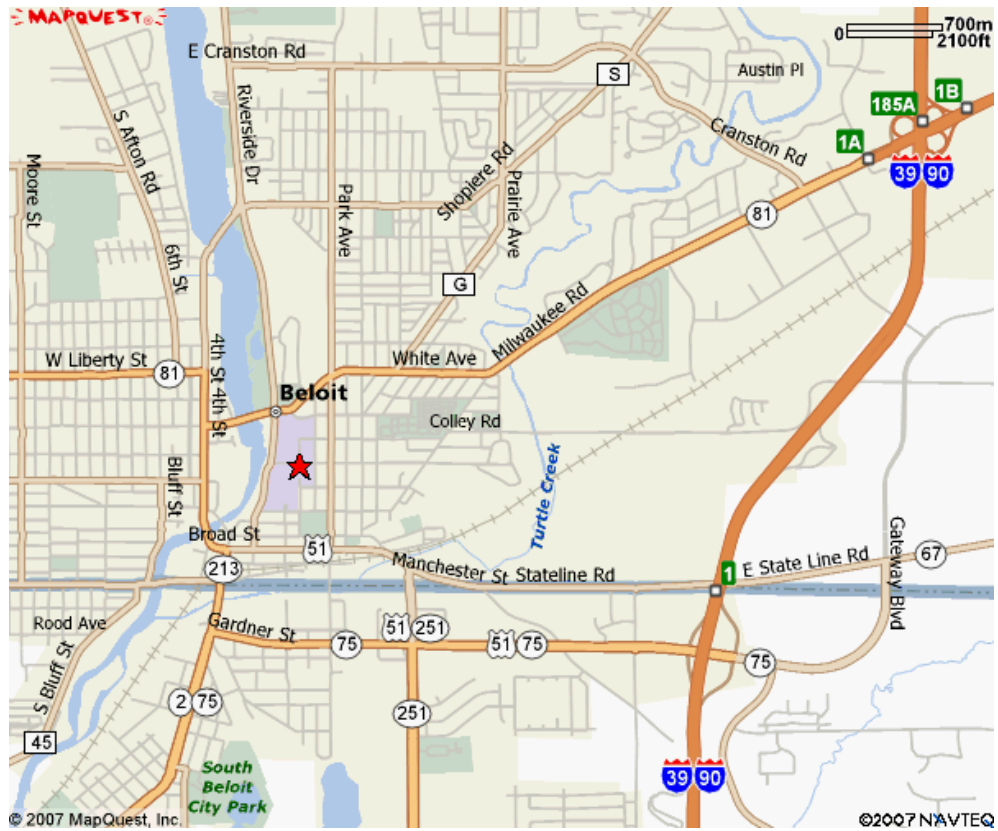 MAPQUEST®
0 700m
2100ft
E Cranston Rd
S
Austin Pl
185A
1B
1A
39 90
S Afton Rd
Riverside Dr
Cranston Rd
Moore St
Park Ave
Shopiere Rd
Prairie Ave
81
6th St
G
Milwaukee Rd
W Liberty St
81
4th St
4th St
White Ave
Beloit
Colley Rd
Bluff St
Turtle Creek
Broad St
51
Gateway Blvd
213
Manchester St
Stateline Rd
1
E State Line Rd
67
Rood Ave
Gardner St
75
51 251
51 75
75
S Bluff St
2 75
251
45
South
Beloit
City Park
39 90
© 2007 MapQuest, Inc.
©2007 NAVTEQ